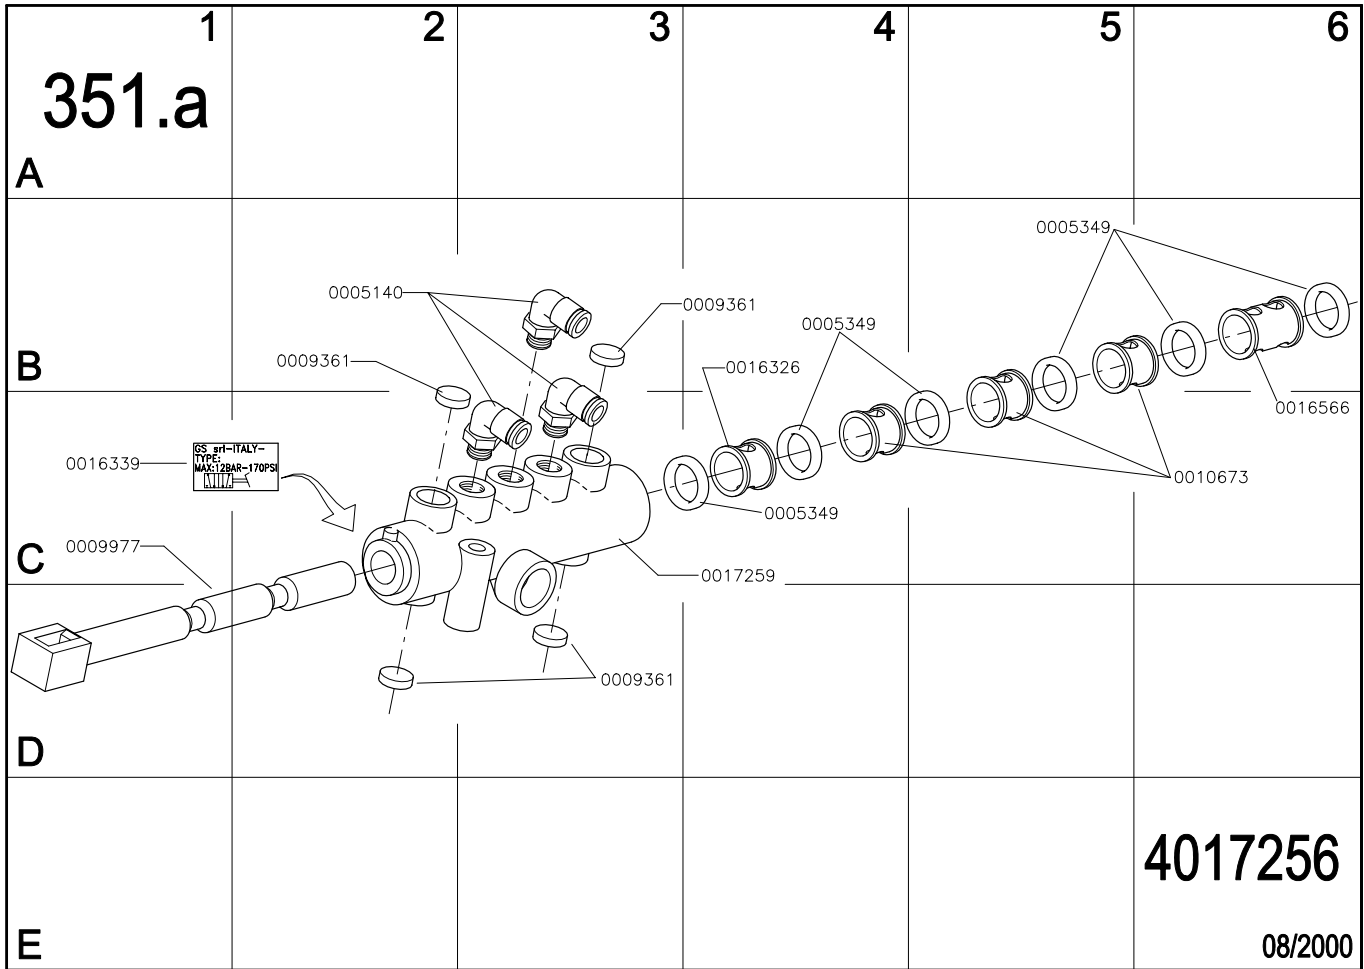 1 2 3 4 5 6
351.a
A
0005349
0005140
0009361
0005349
0009361
0016326
B
0016566
GS srl-ITALY-
TYPE:
MAX:12BAR-170PSI
0016339
0010673
0005349
0009977
C
0017259
0009361
D
4017256
E
08/2000